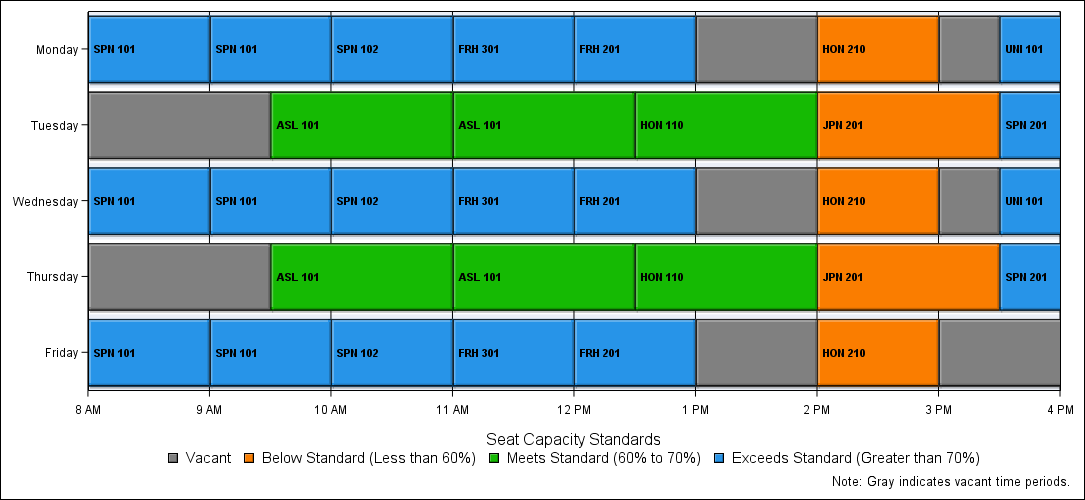 Monday SPN 101 SPN 101 SPN 102 FRH 301 FRH 201 HON 210 UNI 101
Tuesday ASL 101 ASL 101 HON 110 JPN 201 SPN 201
Wednesday SPN 101 SPN 101 SPN 102 FRH 301 FRH 201 HON 210 UNI 101
Thursday ASL 101 ASL 101 HON 110 JPN 201 SPN 201
Friday SPN 101 SPN 101 SPN 102 FRH 301 FRH 201 HON 210
8 AM 9 AM 10 AM 11 AM 12 PM 1 PM 2 PM 3 PM 4 PM
Seat Capacity Standards
Vacant Below Standard (Less than 60%) Meets Standard (60% to 70%) Exceeds Standard (Greater than 70%)
Note: Gray indicates vacant time periods.